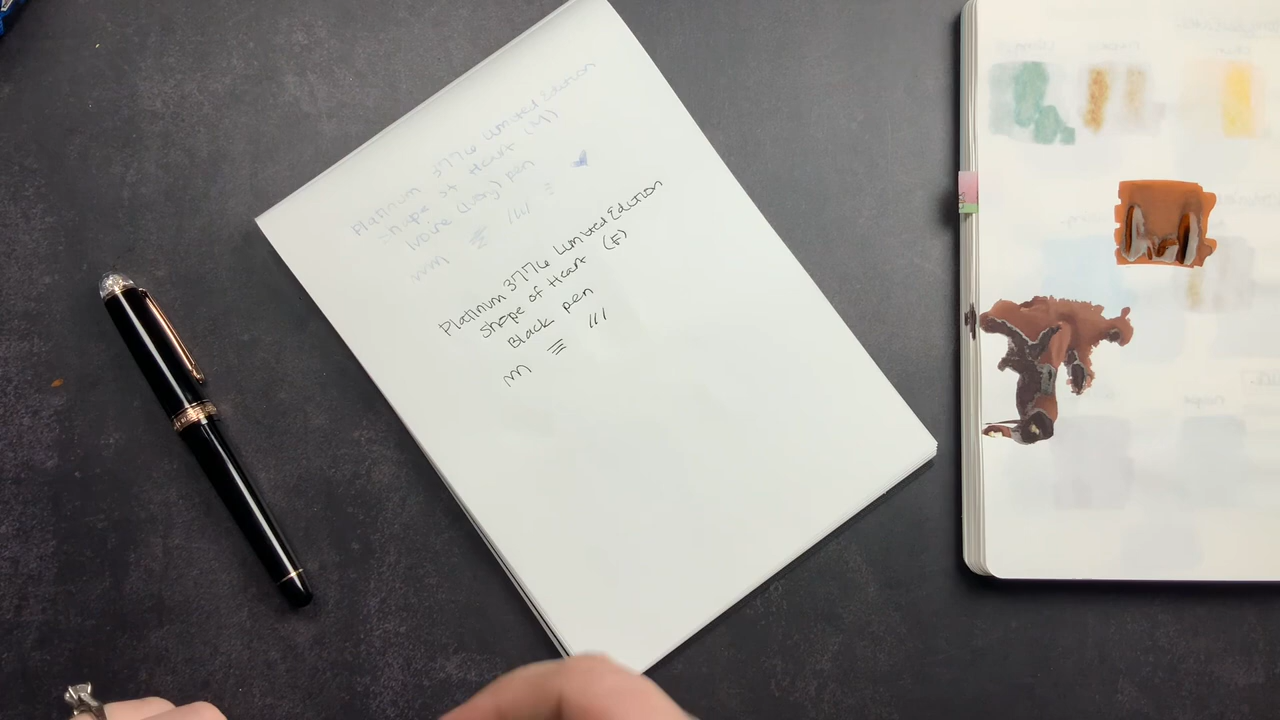 Platinum 3776 Limited Edition
Shape of Heart (M)
Ivoire (Ivory) pen
Platinum 3776 Limited Edition
Shape of Heart (F)
Black pen